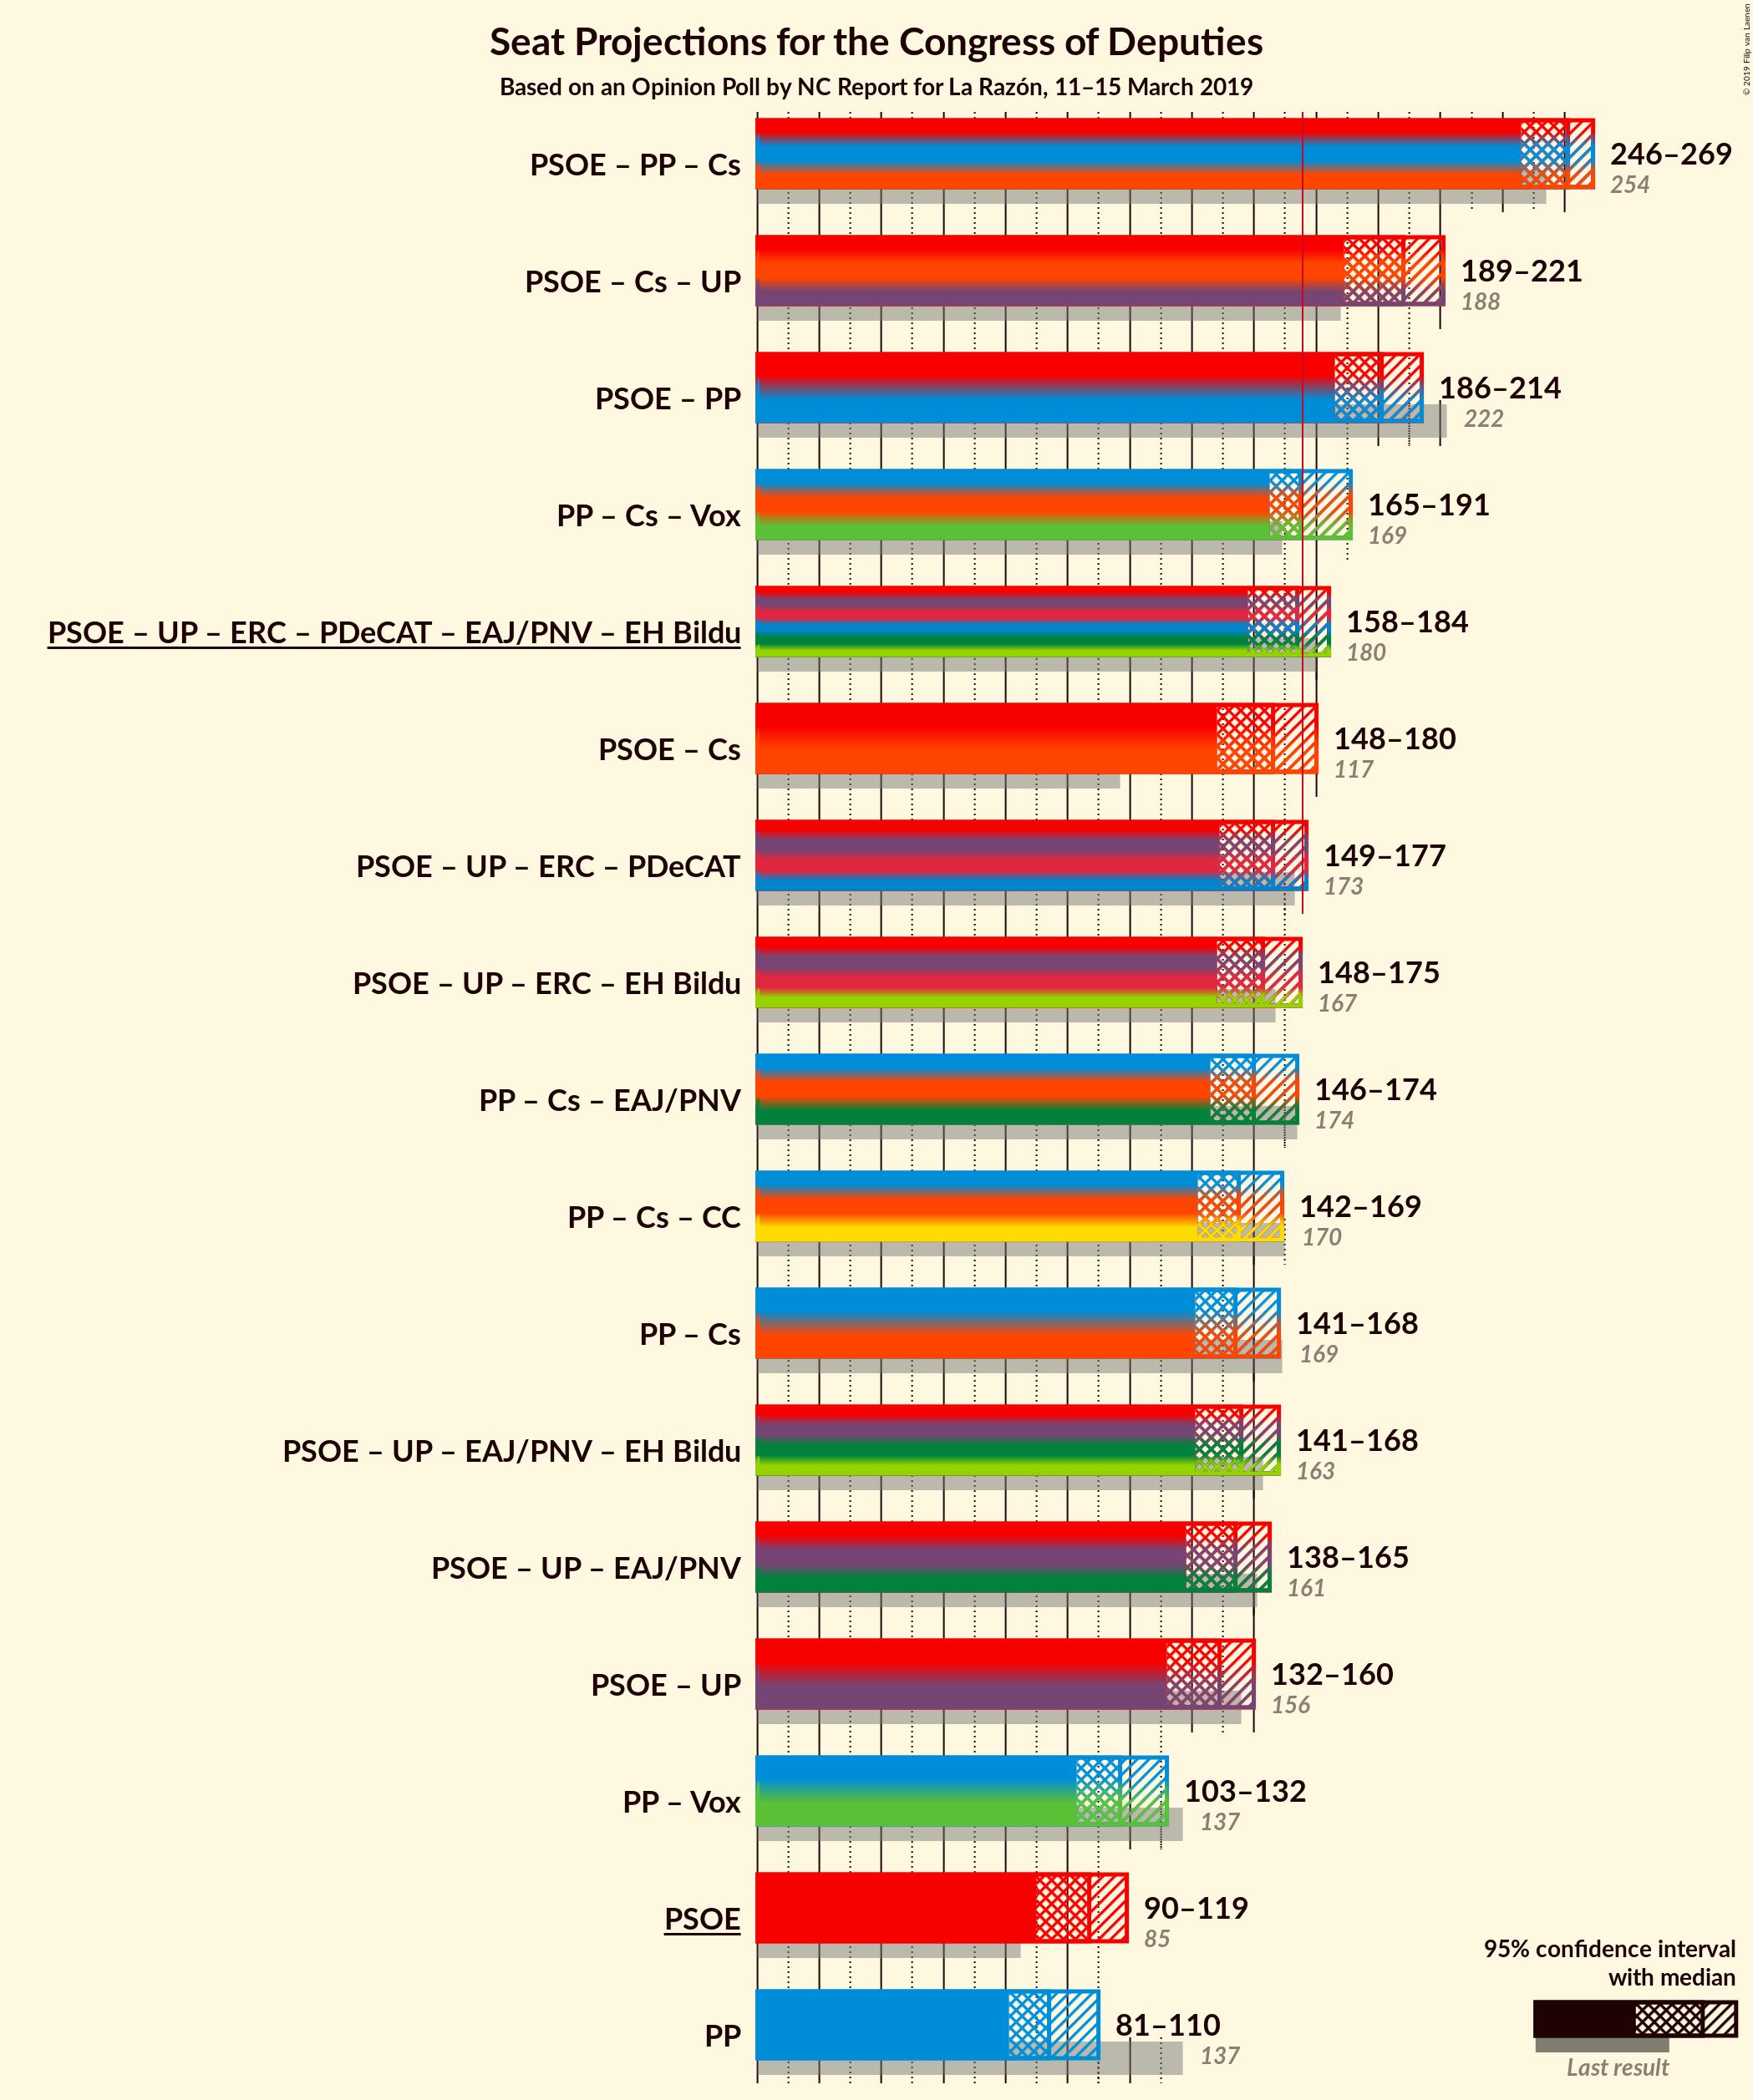 Seat Projections for the Congress of Deputies
Based on an Opinion Poll by NC Report for La Razón, 11–15 March 2019
© 2019 Filip van Laenen
PSOE – PP – Cs
246–269
254
PSOE – Cs – UP
189–221
188
PSOE – PP
186–214
222
PP – Cs – Vox
165–191
169
PSOE – UP – ERC – PDeCAT – EAJ/PNV – EH Bildu
158–184
180
PSOE – Cs
148–180
117
PSOE – UP – ERC – PDeCAT
149–177
173
PSOE – UP – ERC – EH Bildu
148–175
167
PP – Cs – EAJ/PNV
146–174
174
PP – Cs – CC
142–169
170
PP – Cs
141–168
169
PSOE – UP – EAJ/PNV – EH Bildu
141–168
163
PSOE – UP – EAJ/PNV
138–165
161
PSOE – UP
132–160
156
PP – Vox
103–132
137
PSOE
90–119
85
PP
81–110
137
95% confidence interval
with median
Last result